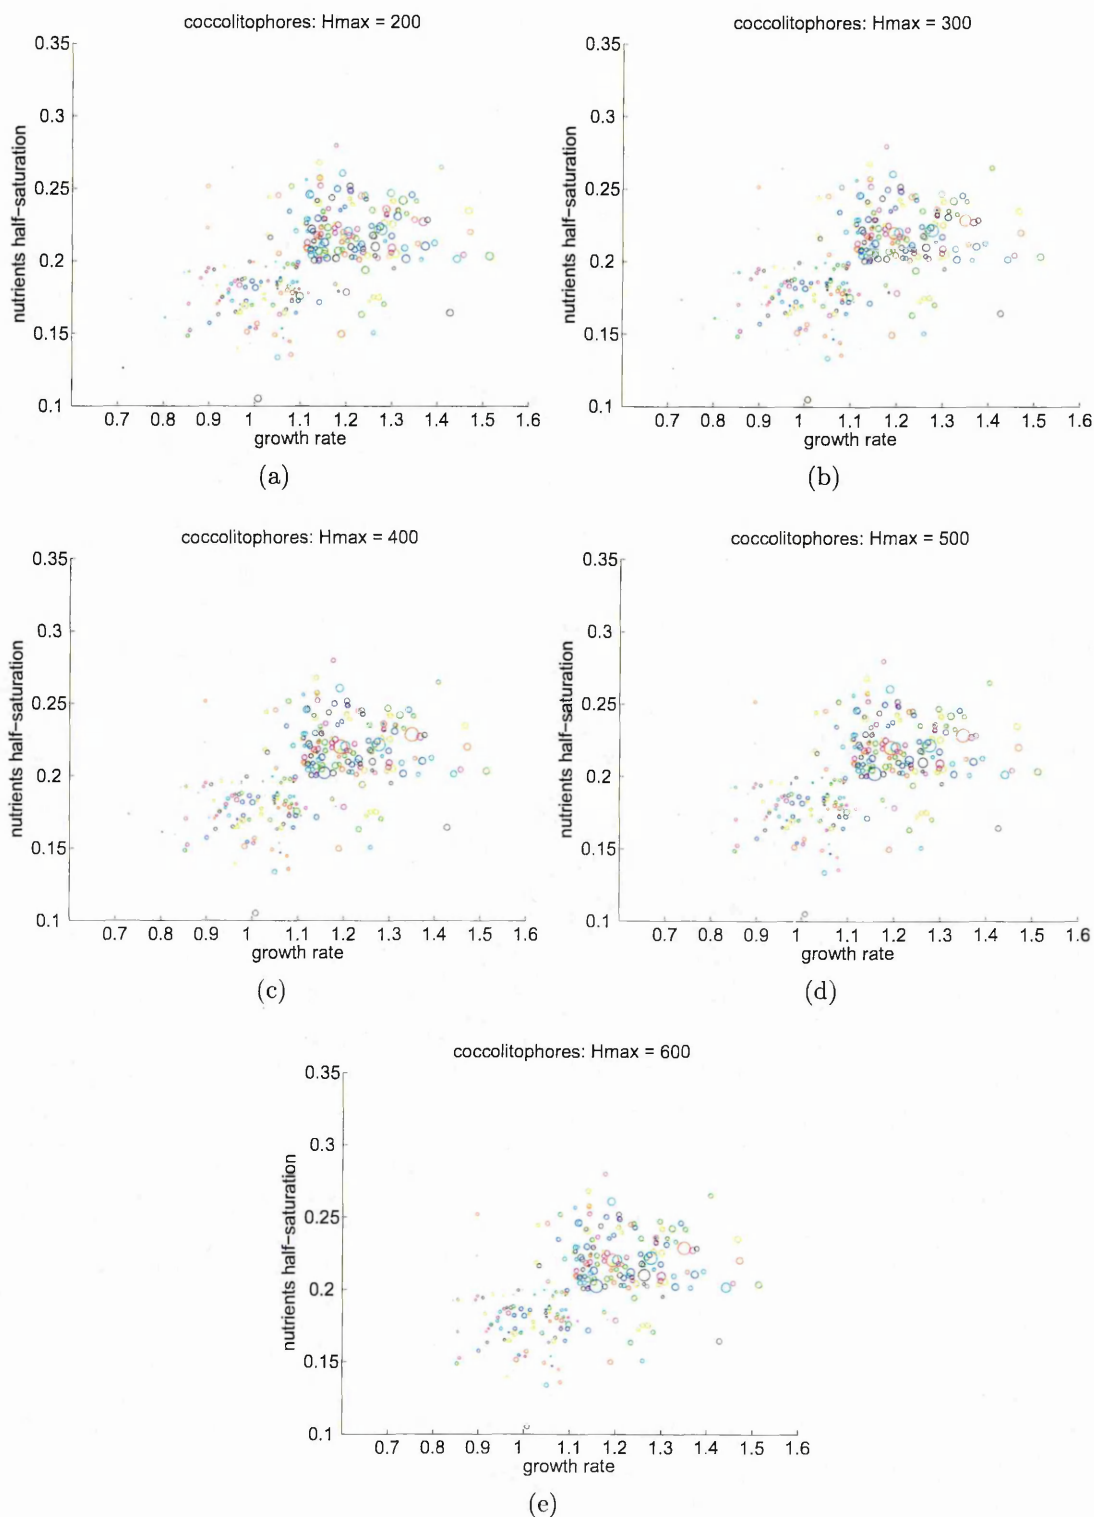 coccolitophores: Hmax = 200
0.35
0.3
0.25
0.2
0.15
0.1
nutrients half-saturation
0.7 0.8 0.9 1 1.1 1.2 1.3 1.4 1.5 1.6
growth rate
(a)
coccolitophores: Hmax = 300
0.35
0.3
0.25
0.2
0.15
0.1
nutrients half-saturation
0.7 0.8 0.9 1 1.1 1.2 1.3 1.4 1.5 1.6
growth rate
(b)
coccolitophores: Hmax = 400
0.35
0.3
0.25
0.2
0.15
0.1
nutrients half-saturation
0.7 0.8 0.9 1 1.1 1.2 1.3 1.4 1.5 1.6
growth rate
(c)
coccolitophores: Hmax = 500
0.35
0.3
0.25
0.2
0.15
0.1
nutrients half-saturation
0.7 0.8 0.9 1 1.1 1.2 1.3 1.4 1.5 1.6
growth rate
(d)
coccolitophores: Hmax = 600
0.35
0.3
0.25
0.2
0.15
0.1
nutrients half-saturation
0.7 0.8 0.9 1 1.1 1.2 1.3 1.4 1.5 1.6
growth rate
(e)